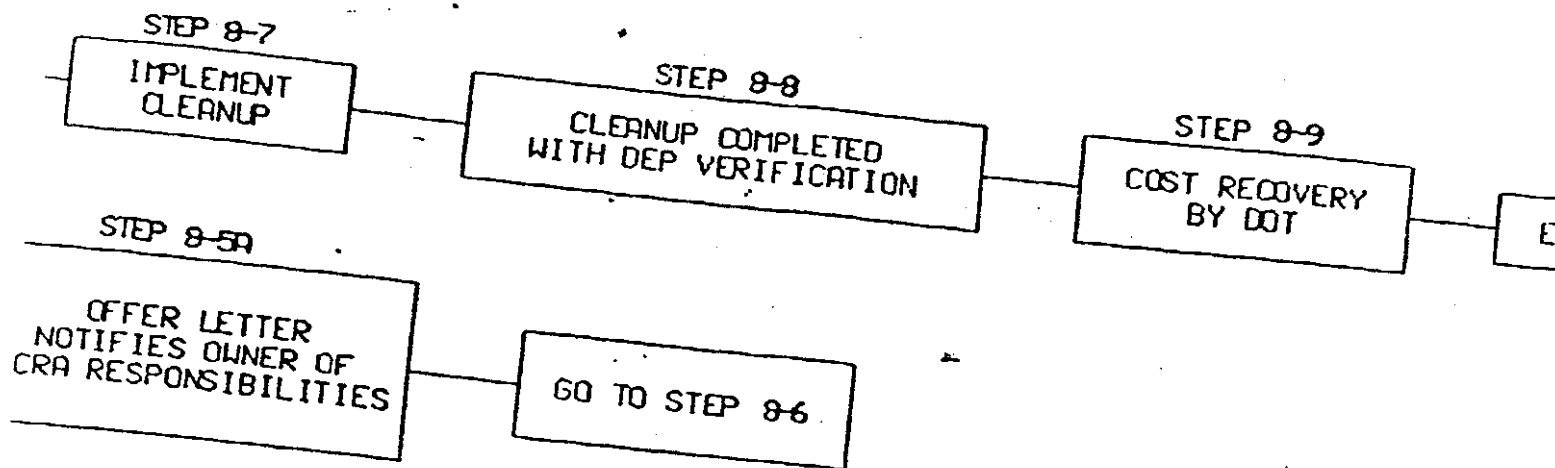 STEP 8-7
IMPLEMENT
CLEANUP
STEP 8-8
CLEANUP COMPLETED
WITH DEP VERIFICATION
STEP 8-9
COST RECOVERY
BY DOT
STEP 8-5A
OFFER LETTER
NOTIFIES OWNER OF
CRA RESPONSIBILITIES
GO TO STEP 8-6